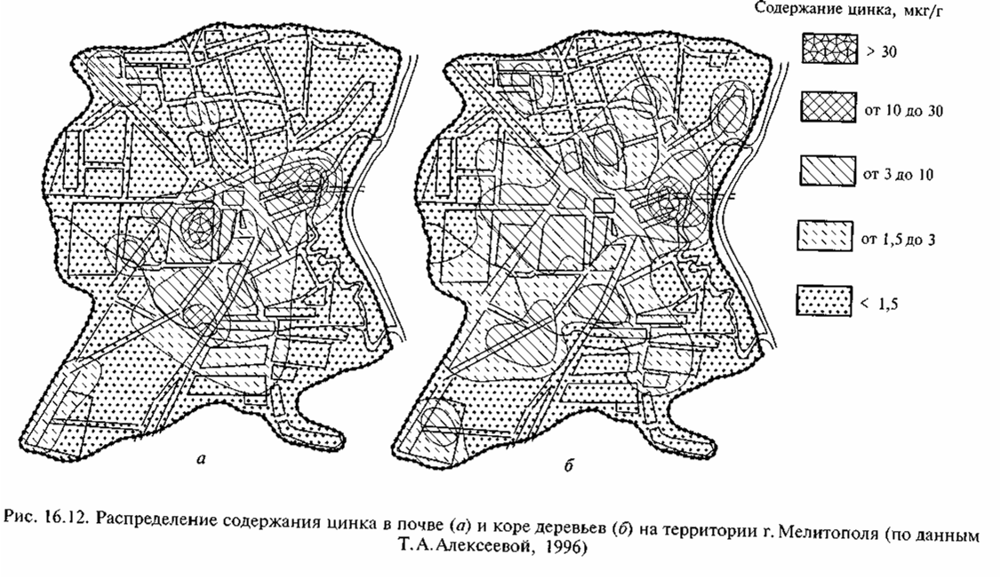 Содержание цинка, мкг/г
> 30
от 10 до 30
от 3 до 10
от 1,5 до 3
< 1,5
а
б
Рис. 16.12. Распределение содержания цинка в почве (а) и коре деревьев (б) на территории г. Мелитополя (по данным
Т. А. Алексеевой, 1996)